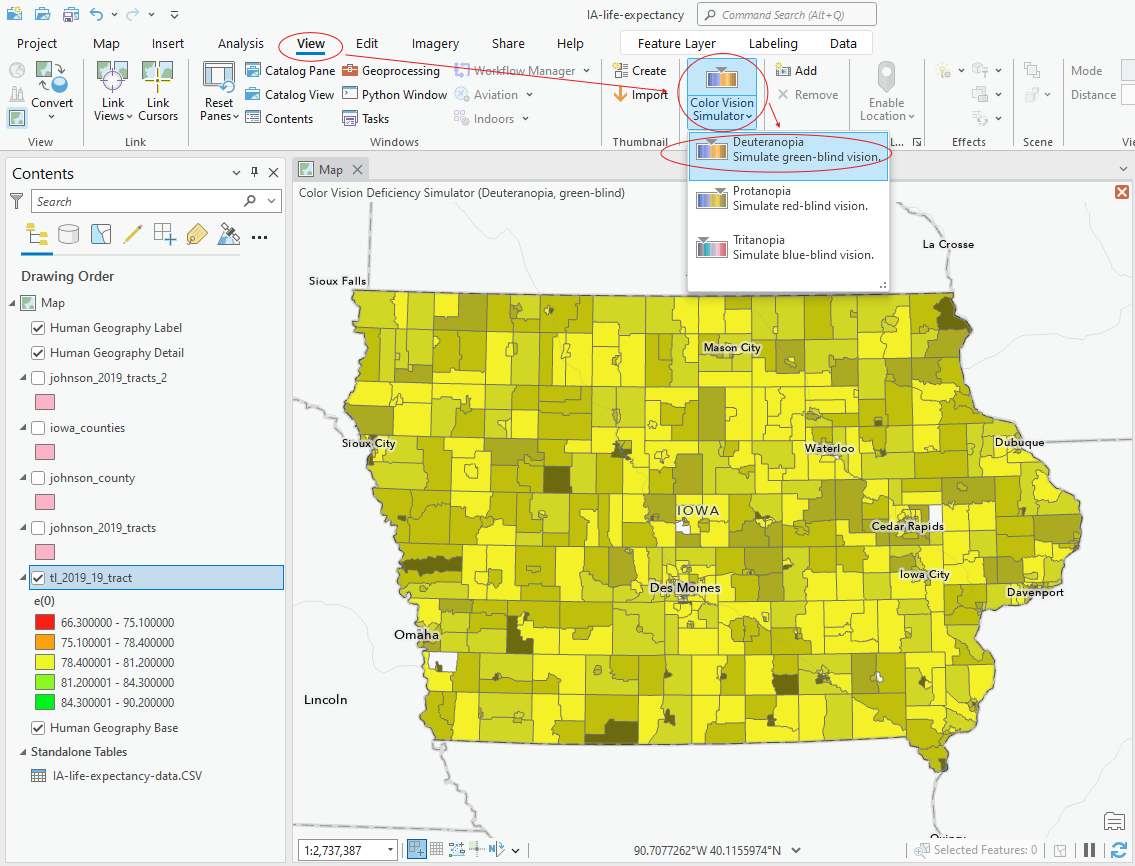 IA-life-expectancy
Command Search (Alt+Q)
Project
Map
Insert
Analysis
View
Edit
Imagery
Share
Help
Feature Layer
Labeling
Data
Convert
Link Views
Link Cursors
Reset Panes
Catalog Pane
Catalog View
Contents
Geoprocessing
Python Window
Tasks
Workflow Manager
Aviation
Indoors
Create
Import
Color Vision
Simulator
Add
Remove
Enable
Location
Mode
Distance
View
Link
Windows
Thumbnail
L...
Effects
Scene
Deuteranopia
Simulate green-blind vision.
Protanopia
Simulate red-blind vision.
Tritanopia
Simulate blue-blind vision.
Contents
Search
Drawing Order
Map
Human Geography Label
Human Geography Detail
johnson_2019_tracts_2
iowa_counties
johnson_county
johnson_2019_tracts
tl_2019_19_tract
e(0)
66.300000 - 75.100000
75.100001 - 78.400000
78.400001 - 81.200000
81.200001 - 84.300000
84.300001 - 90.200000
Human Geography Base
Standalone Tables
IA-life-expectancy-data.CSV
Map
Color Vision Deficiency Simulator (Deuteranopia, green-blind)
La Crosse
Sioux Falls
Mason City
Sioux City
Waterloo
Dubuque
IOWA
Cedar Rapids
Iowa City
Des Moines
Davenport
Omaha
Lincoln
1:2,737,387
N
90.7077262°W 40.1155974°N
Selected Features: 0